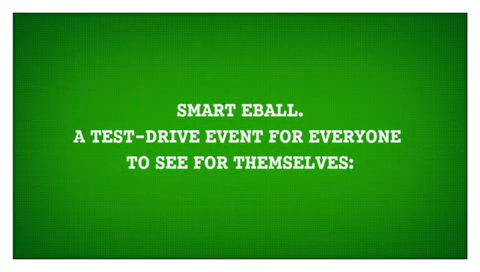 SMART EBALL.
A TEST-DRIVE EVENT FOR EVERYONE
TO SEE FOR THEMSELVES: